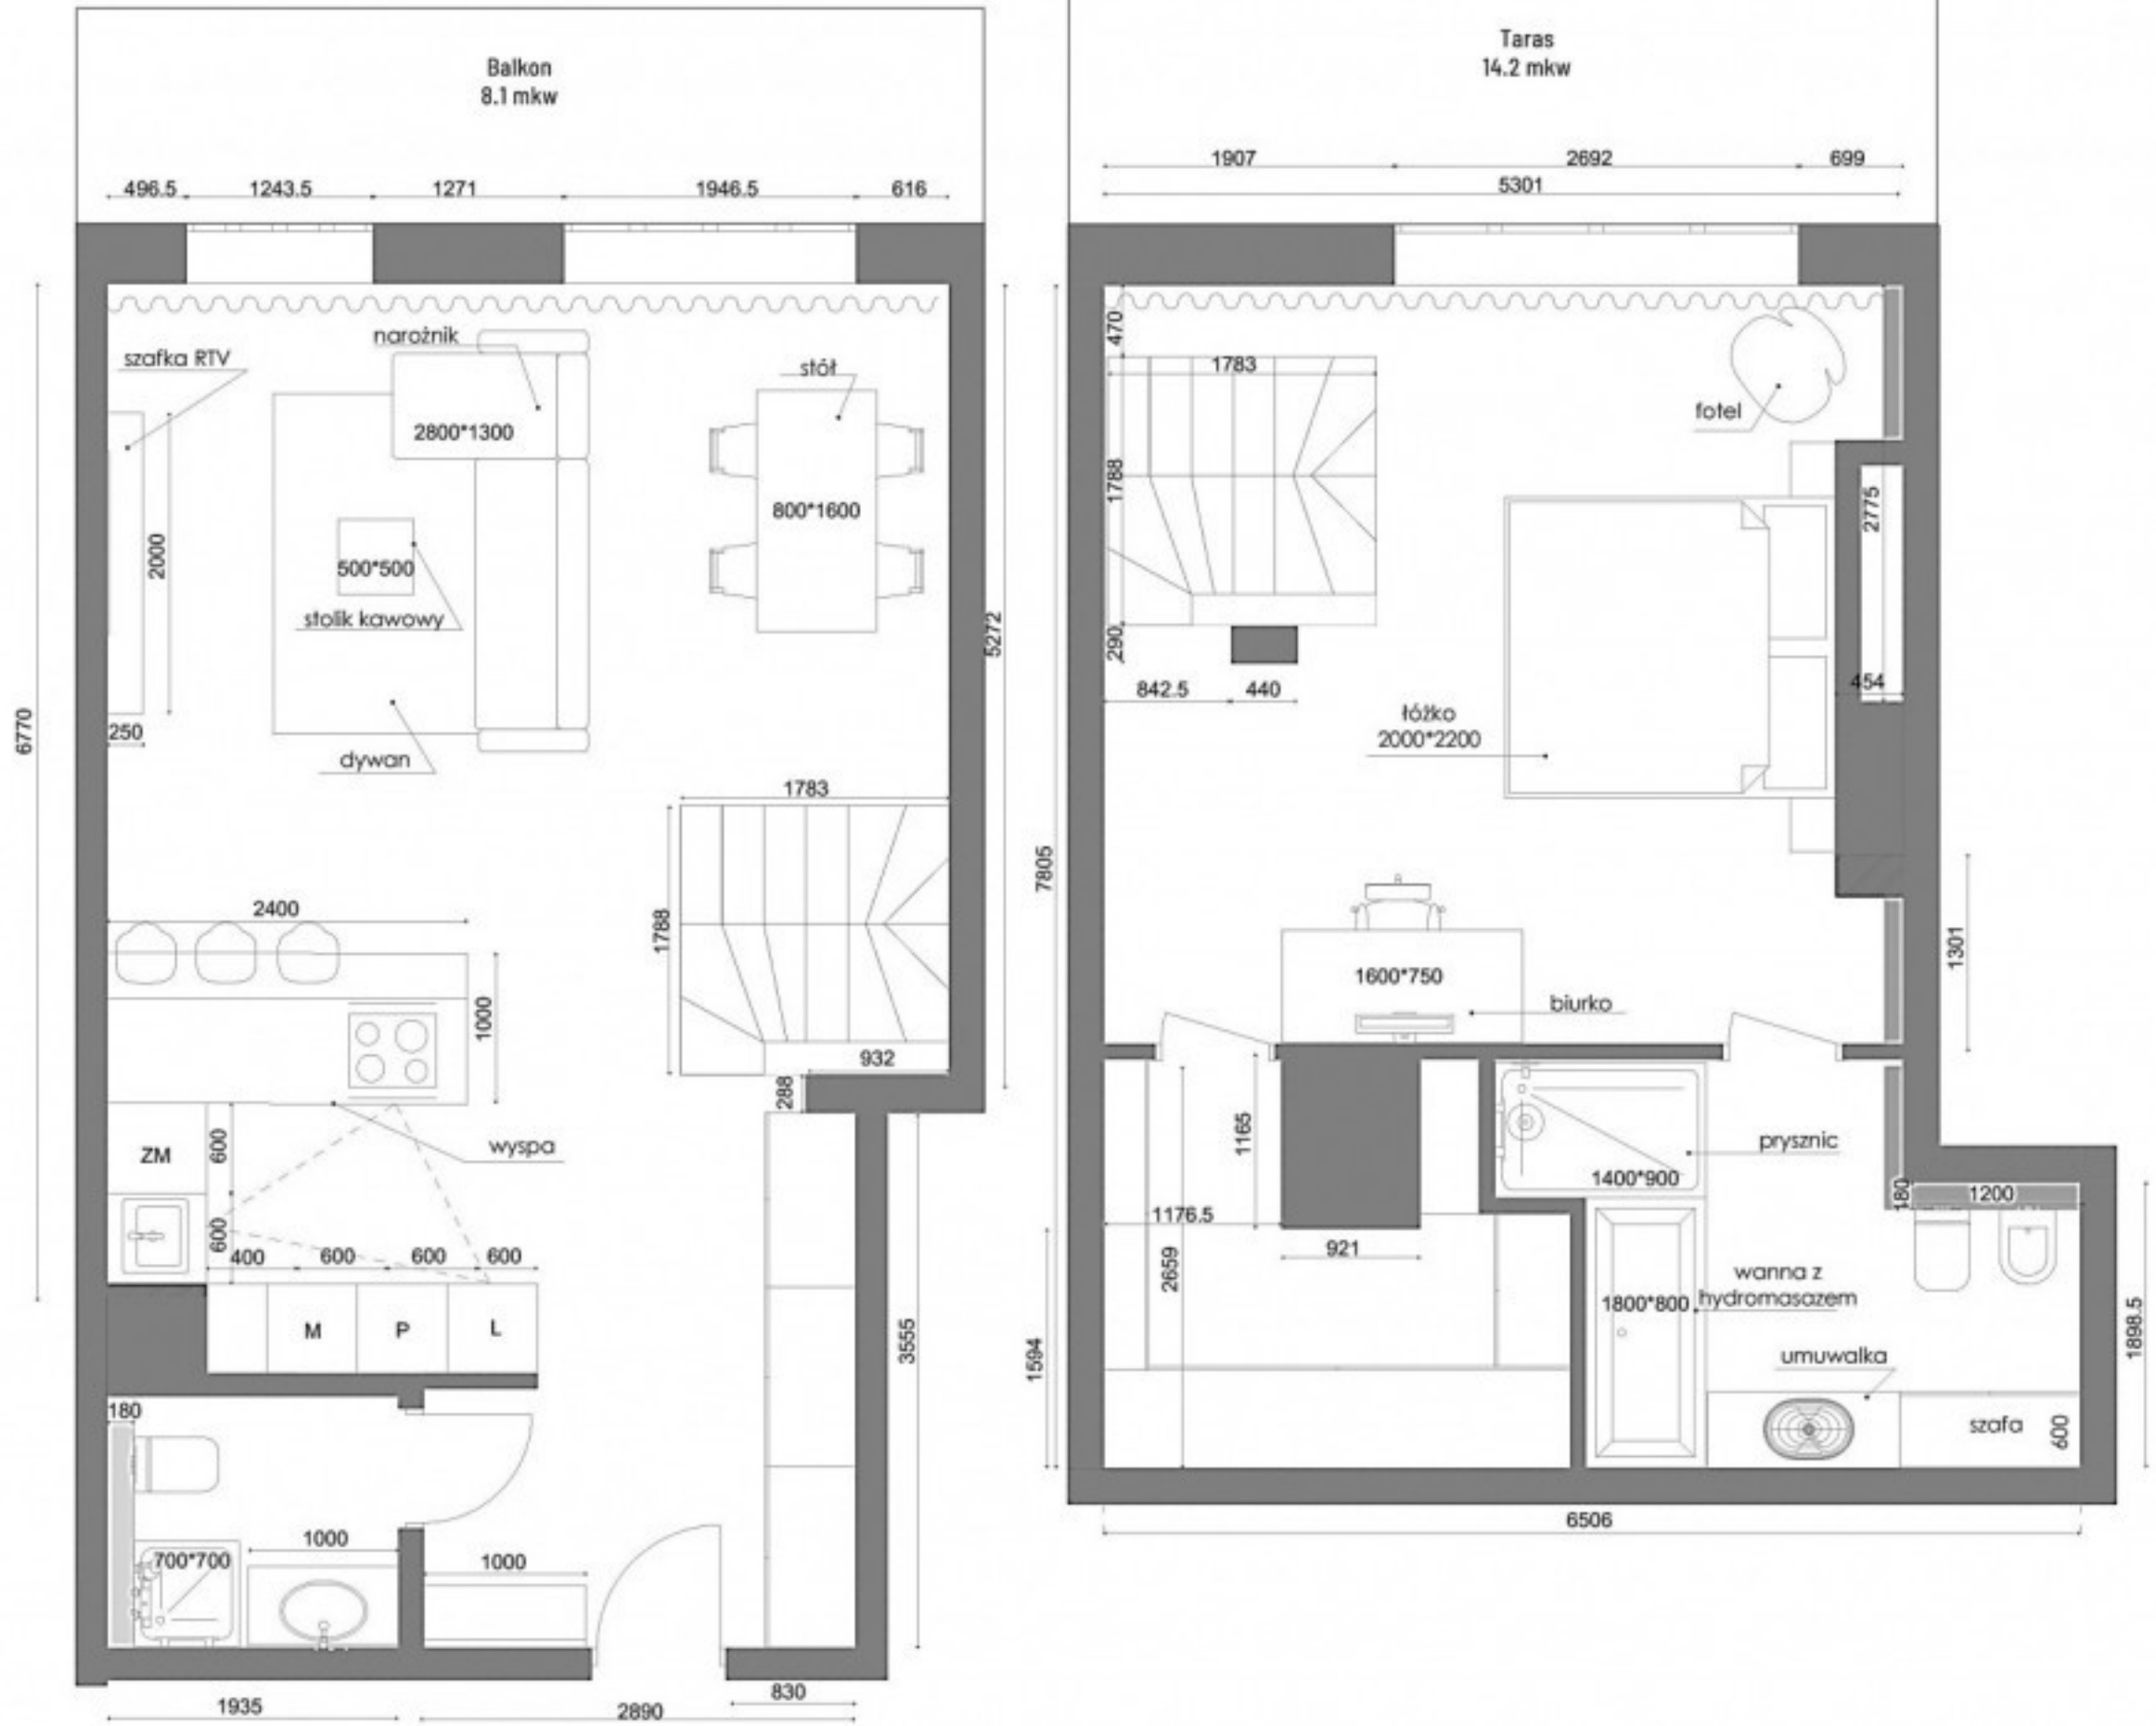 Balkon
8.1 mkw
496.5
1243.5
1271
1946.5
616
szafka RTV
narożnik
stół
2800*1300
800*1600
2000
500*500
stolik kawowy
5272
6770
250
dywan
1783
2400
1788
1000
932
288
ZM
600
wyspa
600
400
600
600
600
M
P
L
3555
180
1000
700*700
1000
830
1935
2890
Taras
14.2 mkw
1907
2692
699
5301
470
1783
fotel
1788
2775
290
842.5
440
454
łóżko
2000*2200
7805
1301
1600*750
biurko
1165
prysznic
1400*900
180
1200
1176.5
921
2659
wanna z
hydromasazem
1800*800
1594
1898.5
umuwalka
szafa
600
6506